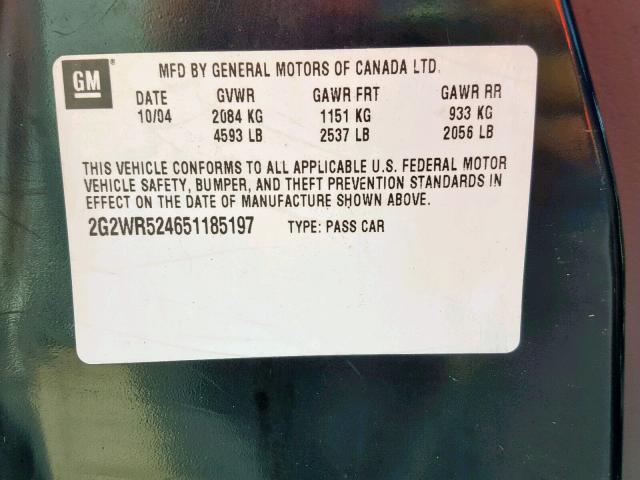 GM ® MFD BY GENERAL MOTORS OF CANADA LTD.
DATE GVWR GAWR FRT GAWR RR
10/04 2084 KG 1151 KG 933 KG
4593 LB 2537 LB 2056 LB
THIS VEHICLE CONFORMS TO ALL APPLICABLE U.S. FEDERAL MOTOR
VEHICLE SAFETY, BUMPER, AND THEFT PREVENTION STANDARDS IN
EFFECT ON THE DATE OF MANUFACTURE SHOWN ABOVE.
2G2WR524651185197 TYPE: PASS CAR